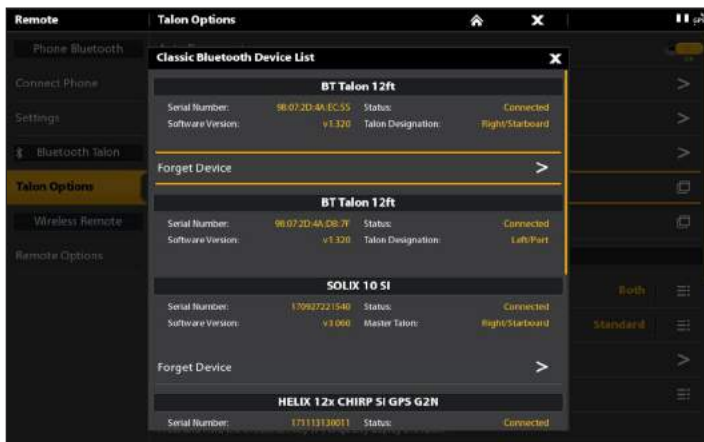 Remote
Talon Options
X
GPS
Phone Bluetooth
Connect Phone
Settings
Bluetooth Talon
Talon Options
Wireless Remote
Remote Options
Classic Bluetooth Device List X
BT Talon 12ft
Serial Number: 98:07:2D:4A:EC:55 Status: Connected
Software Version: v1.320 Talon Designation: Right/Starboard
Forget Device >
BT Talon 12ft
Serial Number: 98:07:2D:4A:D8:7F Status: Connected
Software Version: v1.320 Talon Designation: Left/Port
SOLIX 10 SI
Serial Number: 170927221540 Status: Connected
Software Version: v3.060 Master Talon: Right/Starboard
Forget Device >
HELIX 12x CHIRP SI GPS G2N
Serial Number: 171113130011 Status: Connected
Both
Standard